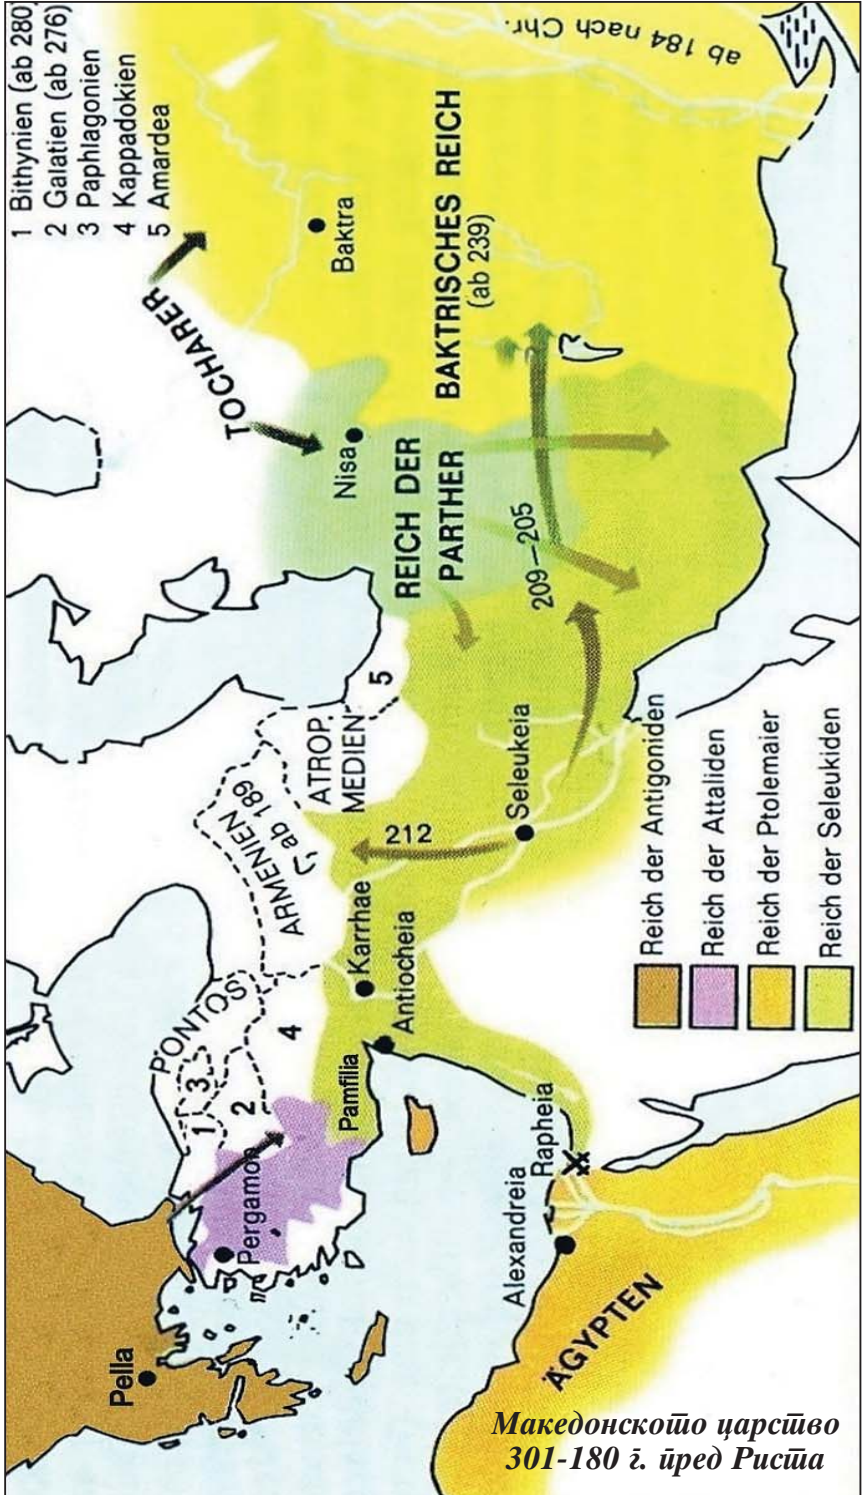 1 Bithynien (ab 280)
2 Galatien (ab 276)
3 Paphlagonien
4 Kappadokien
5 Amardea
TOCHARER
ab 184 nach Chr.
Baktra
BAKTRISCHES REICH
(ab 239)
Nisa
REICH DER
PARTHER
209–205
5
ATROP.
MEDIEN
ARMENIEN
ab 189
212
Seleukeia
Karrhae
Antiocheia
PONTOS
1
2
3
4
Pamfilia
Pergamon
Pella
Rapheia
Alexandreia
ÄGYPTEN
Reich der Antigoniden
Reich der Attaliden
Reich der Ptolemaier
Reich der Seleukiden
Македонското царство
301-180 г. пред Риста